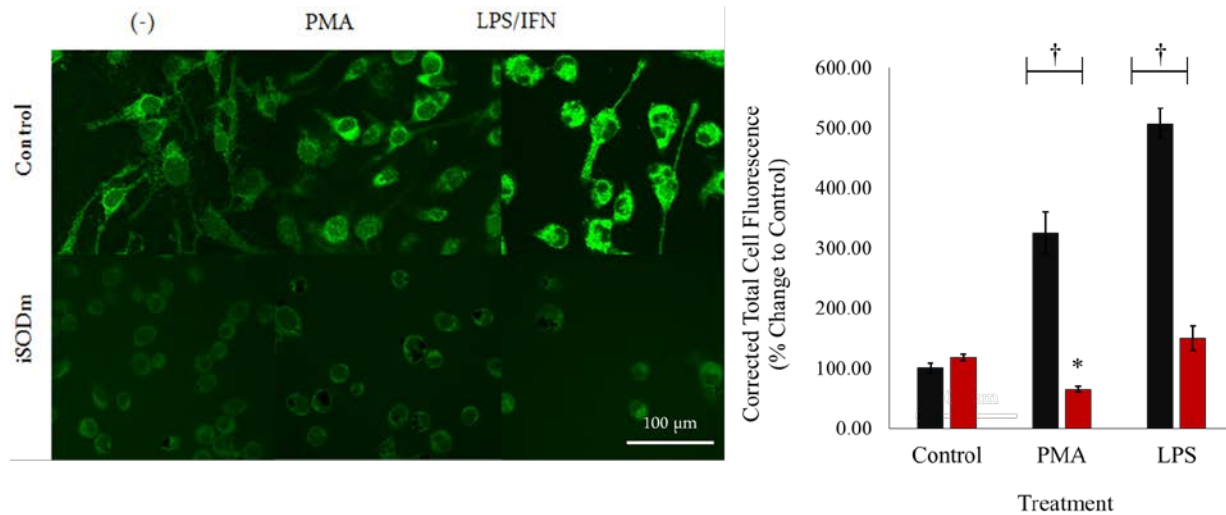 (-) PMA LPS/IFN
Control
iSODm
100 µm
Corrected Total Cell Fluorescence
(% Change to Control)
† †
600.00
500.00
400.00
300.00
200.00
100.00
0.00
*
Control PMA LPS
Treatment